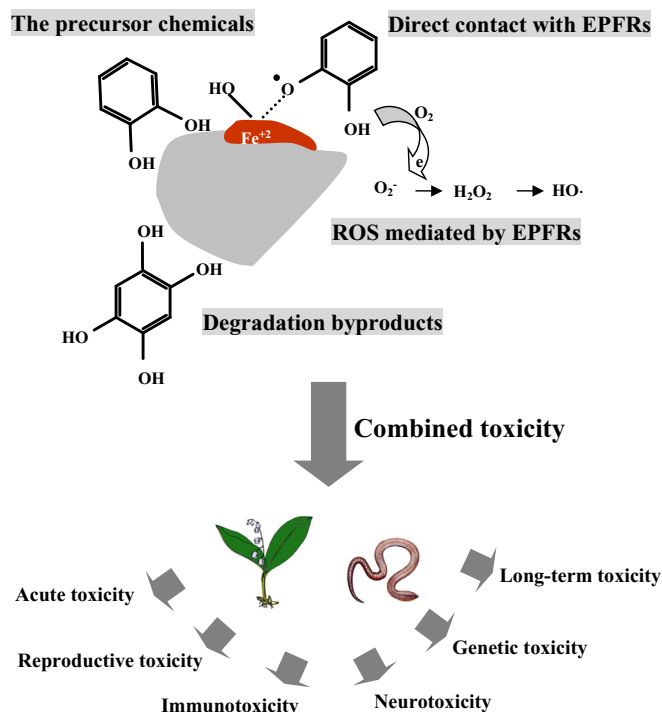 The precursor chemicals
Direct contact with EPFRs
HO
•
O
OH
OH
Fe+2
OH
O2
e
O2- → H2O2 → HO·
ROS mediated by EPFRs
OH
OH
HO
OH
Degradation byproducts
Combined toxicity
Long-term toxicity
Acute toxicity
Genetic toxicity
Reproductive toxicity
Neurotoxicity
Immunotoxicity